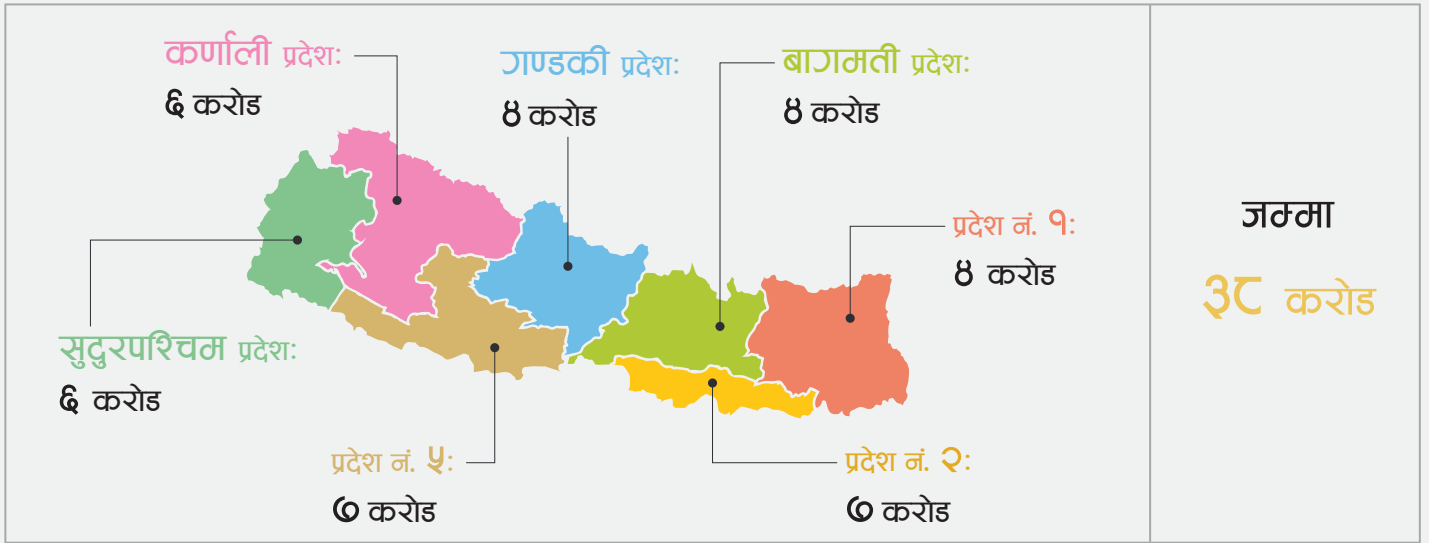 कर्णाली प्रदेशः
६ करोड
गण्डकी प्रदेशः
४ करोड
बागमती प्रदेशः
४ करोड
प्रदेश नं. १ः
४ करोड
सुदुरपश्चिम प्रदेशः
६ करोड
प्रदेश नं. ५ः
७ करोड
प्रदेश नं. २ः
७ करोड
जम्मा
३८ करोड